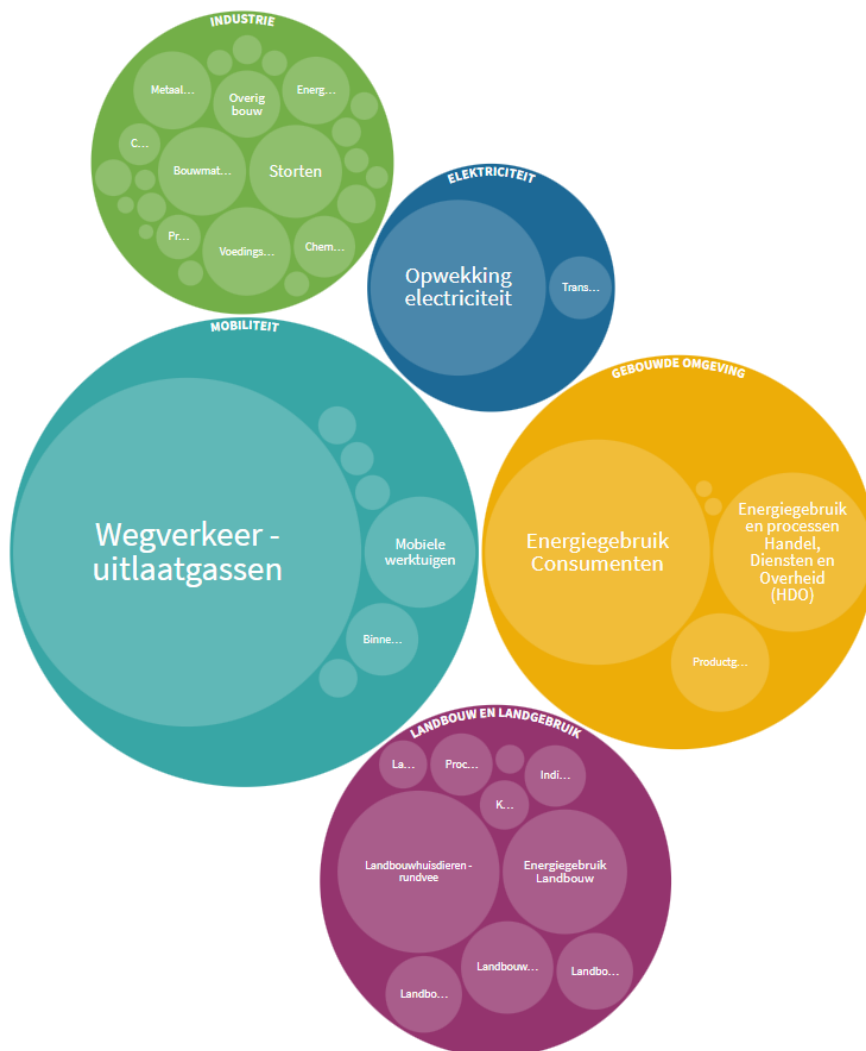 INDUSTRIE
Metaal...
Overig
bouw
Energ...
C...
Bouwmat...
Storten
Pr...
Voedings...
Chem...
ELEKTRICITEIT
Opwekking
electriciteit
Trans...
MOBILITEIT
Wegverkeer -
uitlaatgassen
Mobiele
werktuigen
Binne...
GEBOUWDE OMGEVING
Energiegebruik
Consumenten
Energiegebruik
en processen
Handel,
Diensten en
Overheid
(HDO)
Productg...
LANDBOUW EN LANDGEBRUIK
La...
Proc...
Indi...
K...
Landbouwhuisdieren -
rundvee
Energiegebruik
Landbouw
Landbouw...
Landbo...
Landbo...